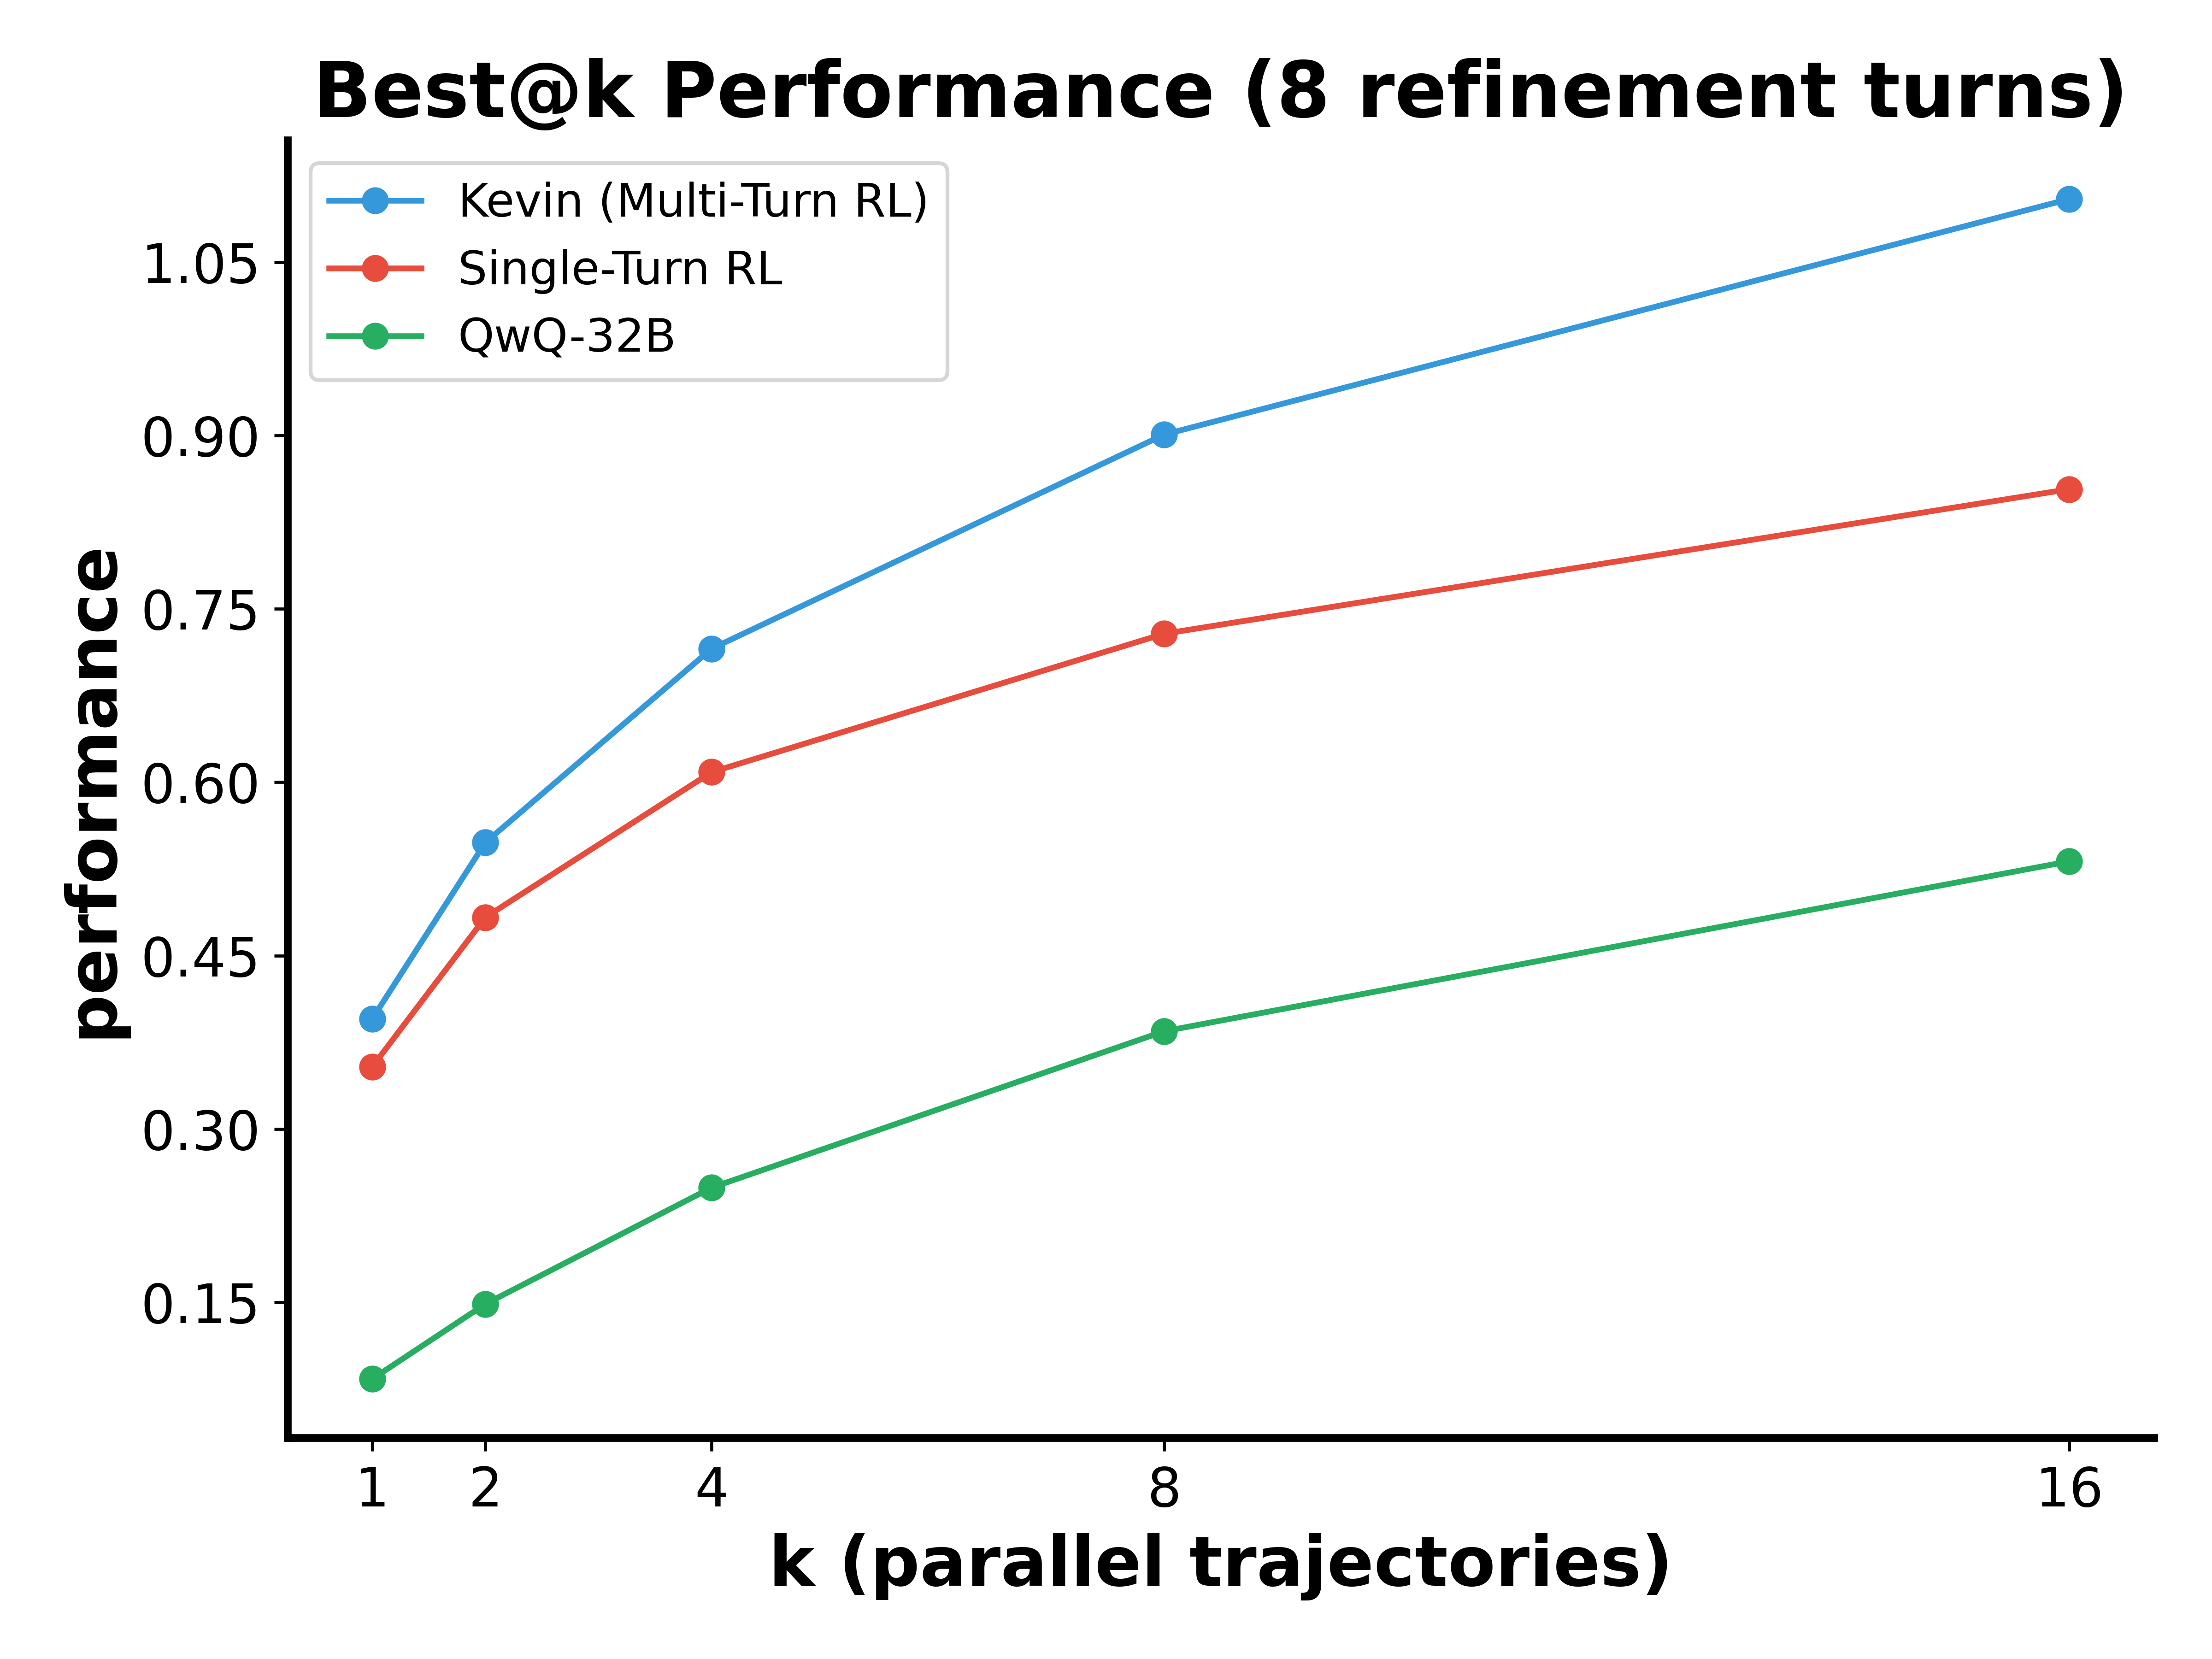 Best@k Performance (8 refinement turns)
Kevin (Multi-Turn RL)
Single-Turn RL
QwQ-32B
performance
1.05
0.90
0.75
0.60
0.45
0.30
0.15
1 2 4 8 16
k (parallel trajectories)